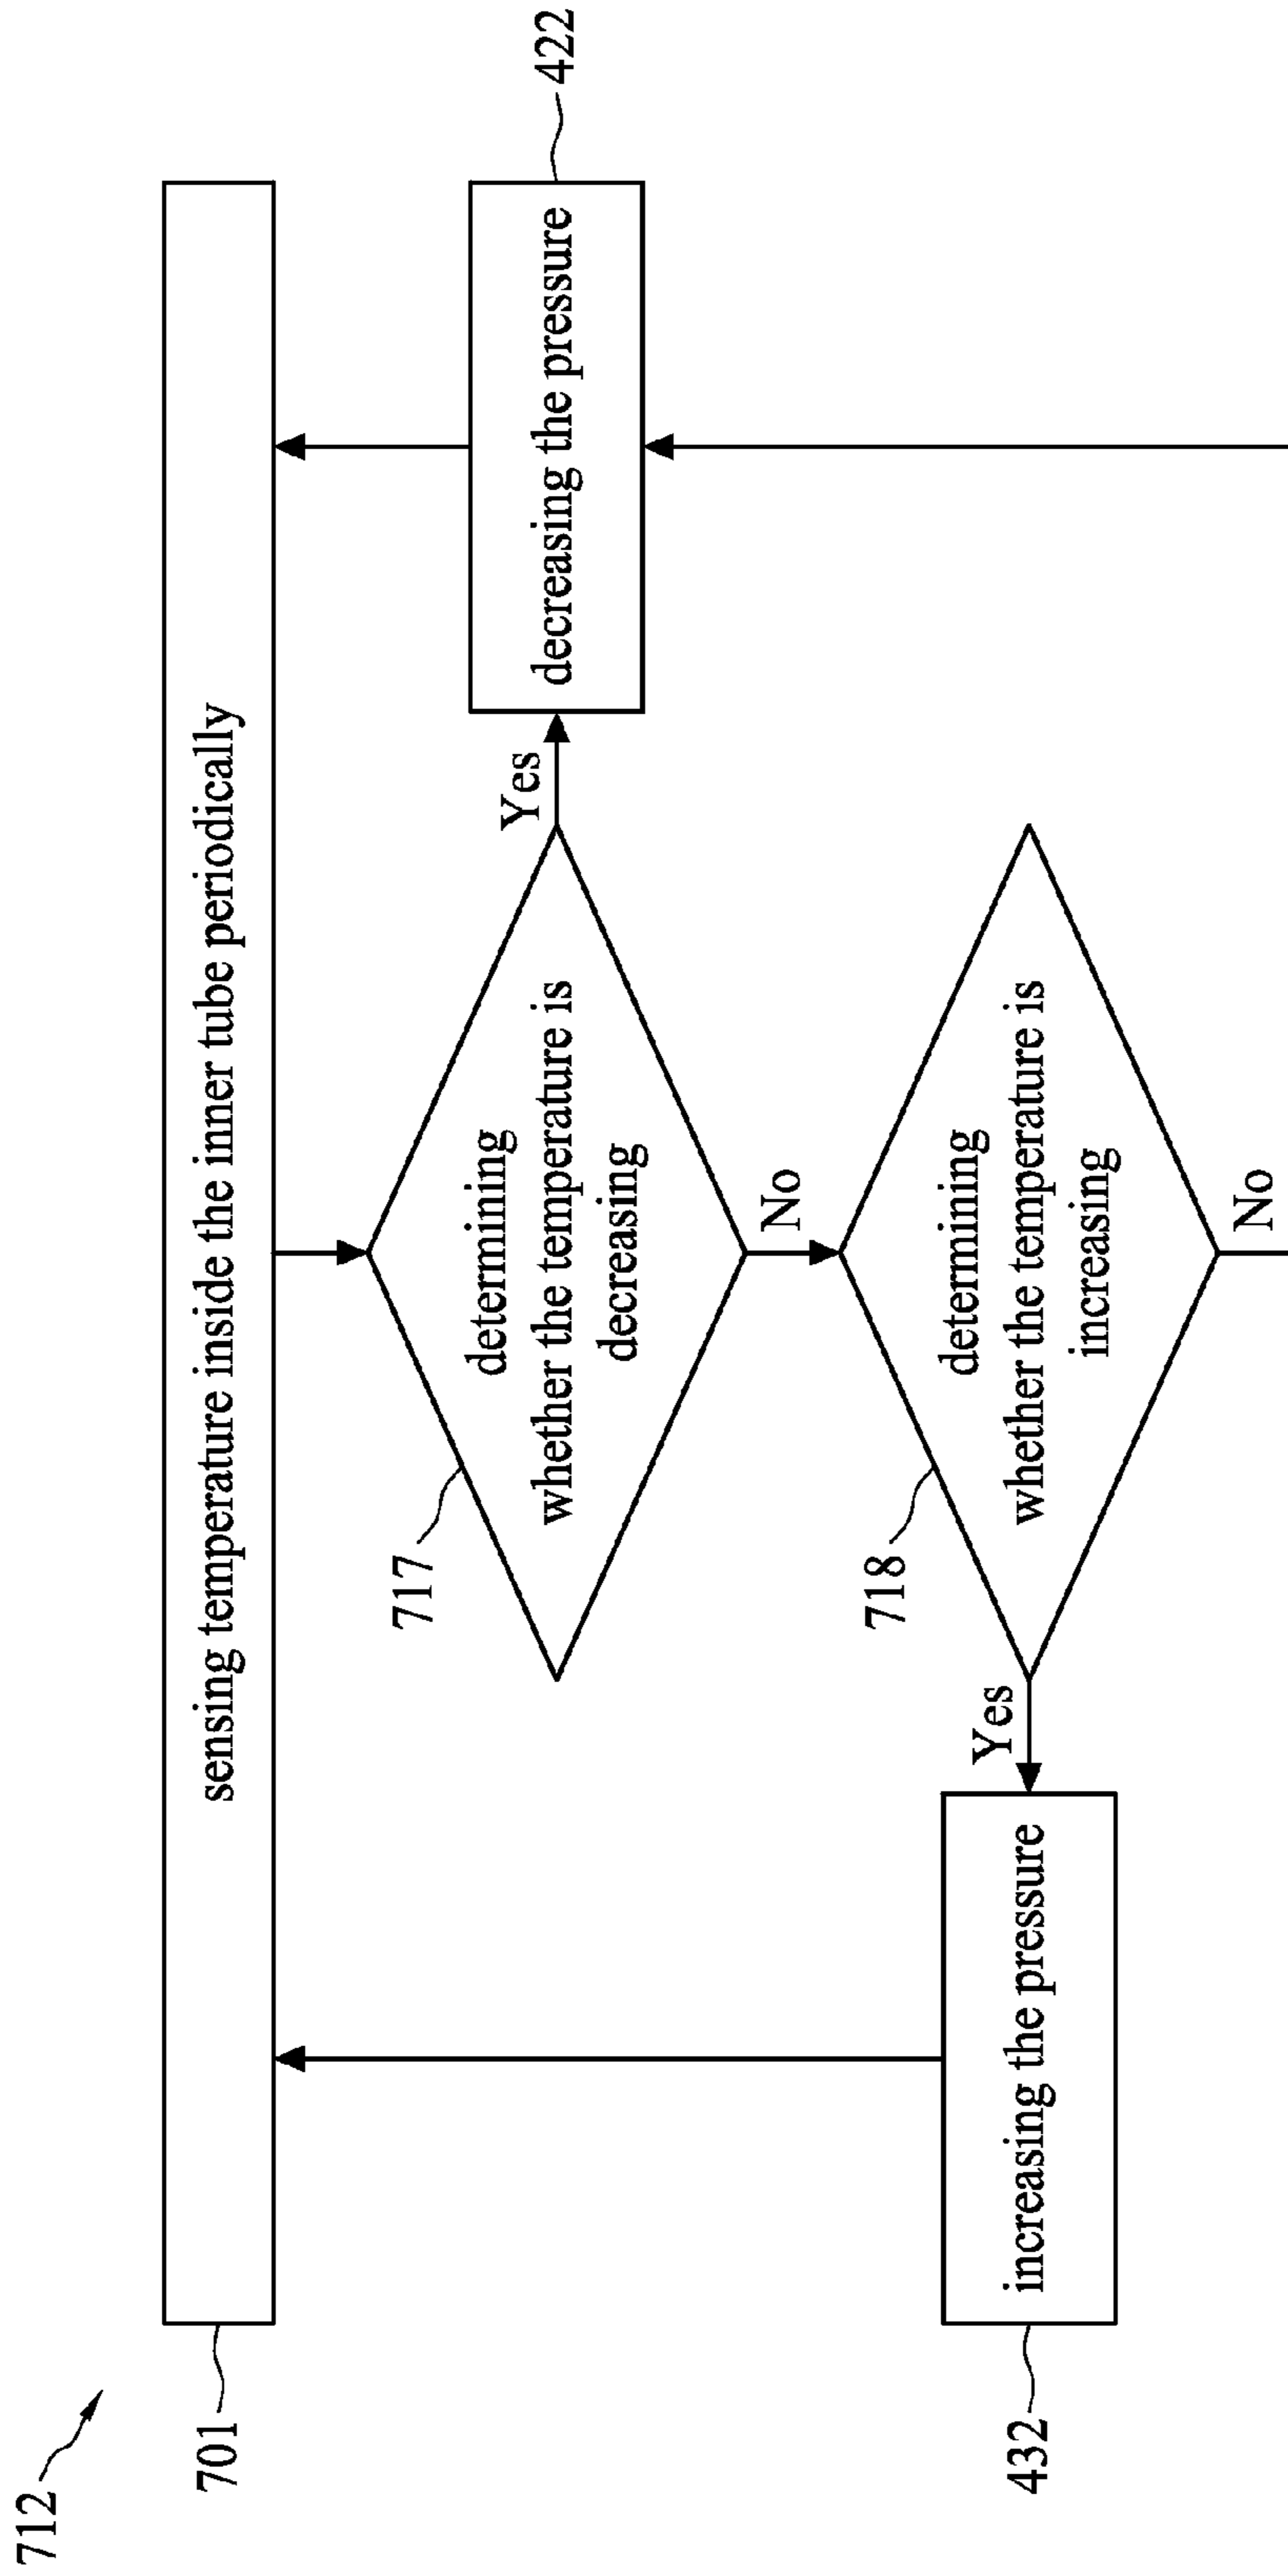 712
701
sensing temperature inside the inner tube periodically
717
determining
whether the temperature is
decreasing
Yes
decreasing the pressure
422
No
718
determining
whether the temperature is
increasing
Yes
increasing the pressure
432
No